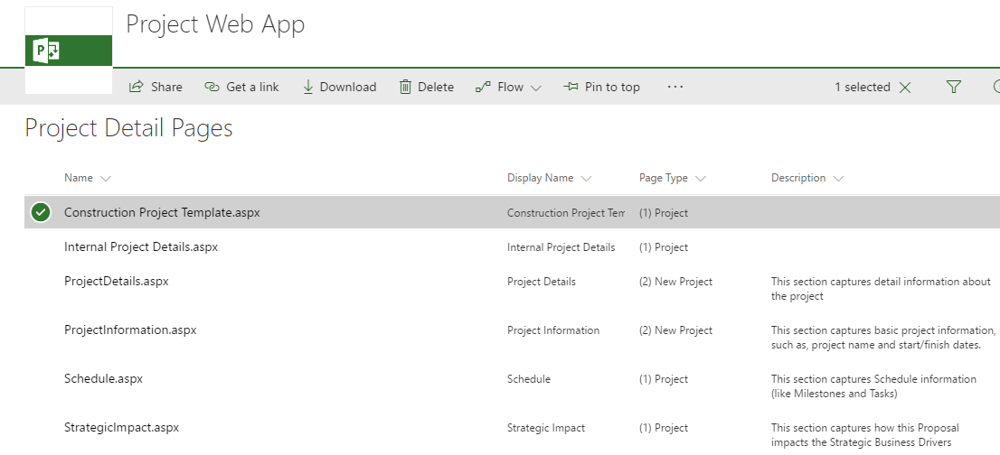 Project Web App
P
Share Get a link Download Delete Flow Pin to top ··· 1 selected
Project Detail Pages
Name Display Name Page Type Description
Construction Project Template.aspx Construction Project Tem (1) Project
Internal Project Details.aspx Internal Project Details (1) Project
ProjectDetails.aspx Project Details (2) New Project This section captures detail information about
the project
ProjectInformation.aspx Project Information (2) New Project This section captures basic project information,
such as, project name and start/finish dates.
Schedule.aspx Schedule (1) Project This section captures Schedule information
(like Milestones and Tasks)
StrategicImpact.aspx Strategic Impact (1) Project This section captures how this Proposal
impacts the Strategic Business Drivers